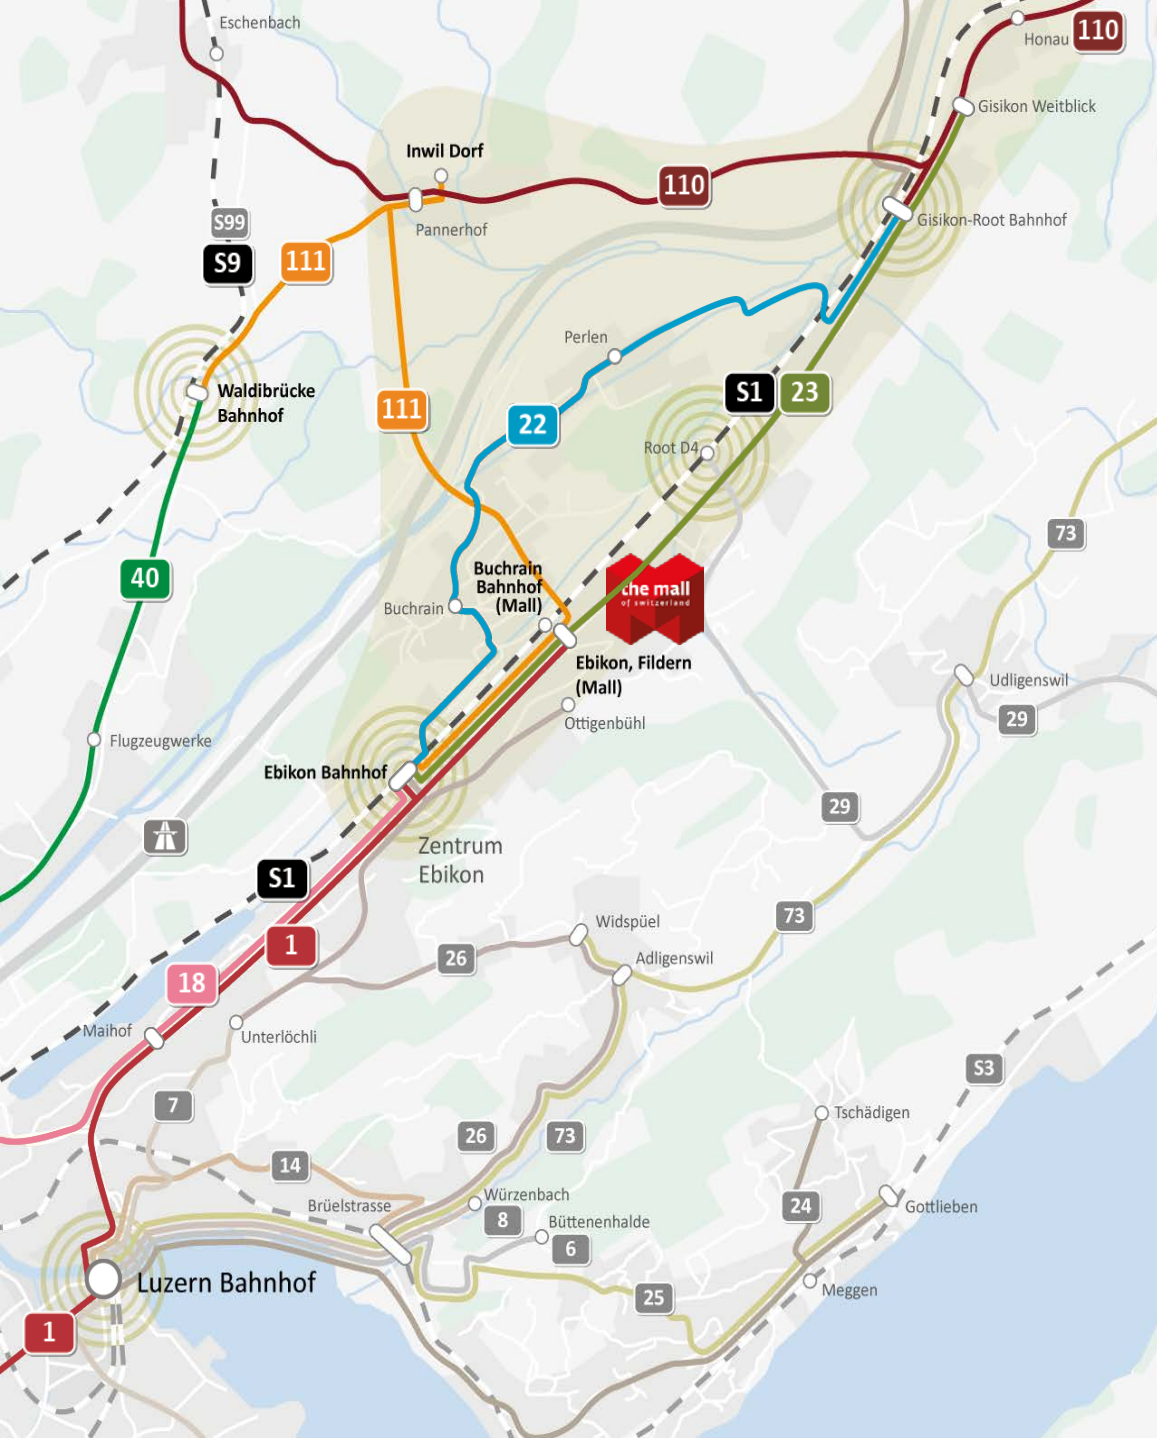 Eschenbach
Honau
110
Gisikon Weitblick
Inwil Dorf
110
Pannerhof
Gisikon-Root Bahnhof
S99
S9
111
Perlen
Waldibrücke
Bahnhof
111
22
S1
23
Root D4
73
40
Buchrain
Bahnhof
(Mall)
Buchrain
the mall
of switzerland
Ebikon, Fildern
(Mall)
Udligenswil
29
Ottigenbühl
Flugzeugwerke
Ebikon Bahnhof
29
Zentrum
Ebikon
S1
73
Widspüel
1
26
Adligenswil
18
Maihof
Unterlöchli
S3
7
Tschädigen
26
73
14
Würzenbach
Brüelstrasse
8
Büttenenhalde
6
24
Gottlieben
Luzern Bahnhof
Meggen
25
1